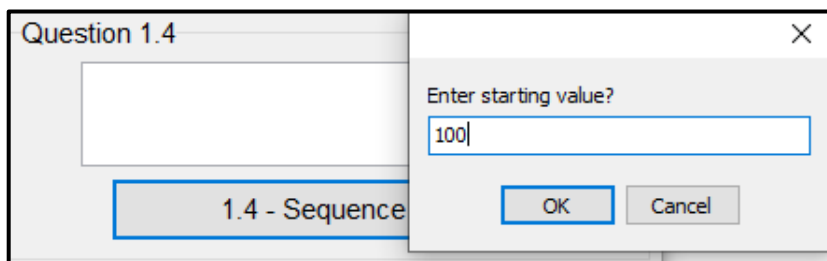 Question 1.4
Enter starting value?
100
1.4 - Sequence
OK
Cancel